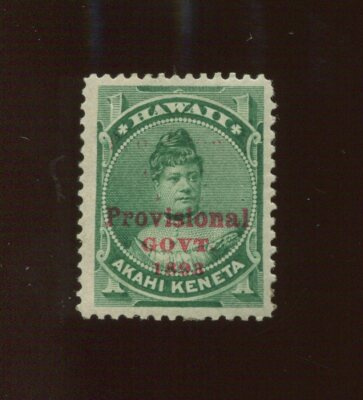 HAWAII
Provisional
GOVT.
1893
AKAHI KENETA